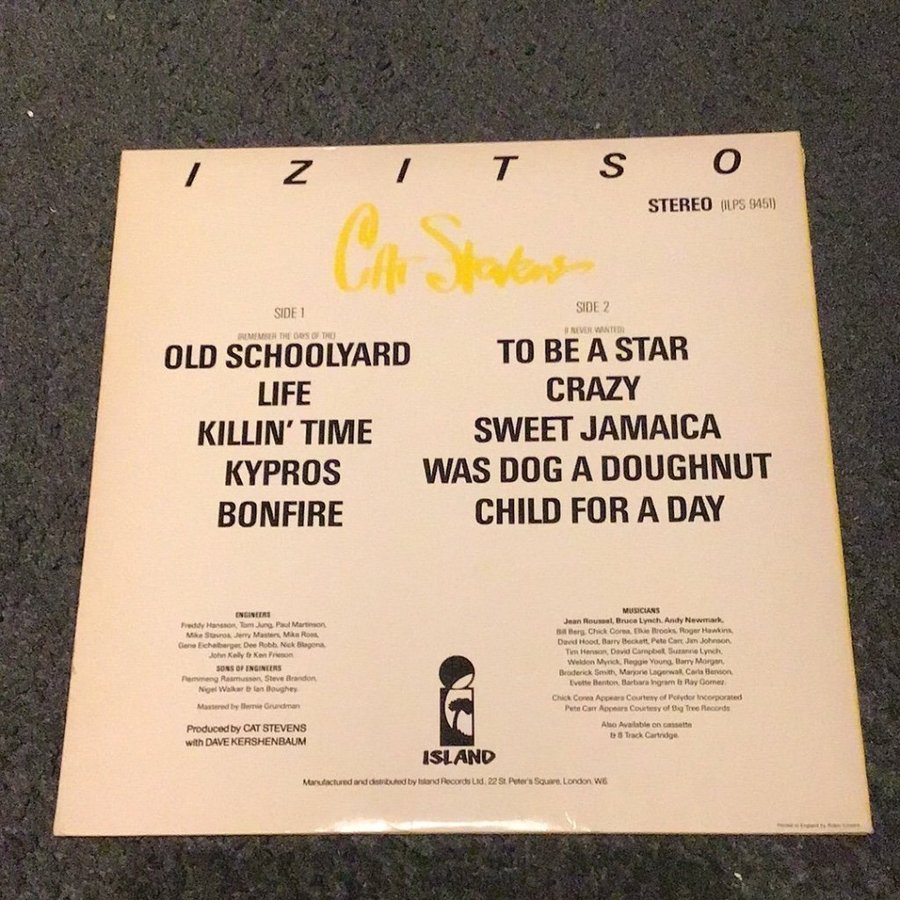 IZITSO
STEREO (ILPS 9451)
Cat Stevens
SIDE 1
(REMEMBER THE DAYS OF THE)
OLD SCHOOLYARD
LIFE
KILLIN' TIME
KYPROS
BONFIRE
SIDE 2
(I NEVER WANTED)
TO BE A STAR
CRAZY
SWEET JAMAICA
WAS DOG A DOUGHNUT
CHILD FOR A DAY
ENGINEERS
Freddy Hansson, Tom Jung, Paul Martinson,
Mike Stavros, Jerry Masters, Mike Ross,
Gene Eichelberger, Dee Robb, Nick Blagona,
John Kelly & Ken Frieson.
SONS OF ENGINEERS
Flemmeng Rasmussen, Steve Brandon,
Nigel Walker & Ian Boughey.
Mastered by Bernie Grundman
Produced by CAT STEVENS
with DAVE KERSHENBAUM
MUSICIANS
Jean Roussel, Bruce Lynch, Andy Newmark,
Bill Berg, Chick Corea, Elkie Brooks, Roger Hawkins,
David Hood, Barry Beckett, Pete Carr, Jim Johnson,
Tim Henson, David Campbell, Suzanne Lynch,
Weldon Myrick, Reggie Young, Barry Morgan,
Broderick Smith, Marjorie Lagerwall, Carla Benson,
Evette Benton, Barbara Ingram & Ray Gomez.
Chick Corea Appears Courtesy of Polydor Incorporated
Pete Carr Appears Courtesy of Big Tree Records
Also Available on cassette
& 8 Track Cartridge.
ISLAND
Manufactured and distributed by Island Records Ltd., 22 St. Peter's Square, London, W6.
Printed in England by